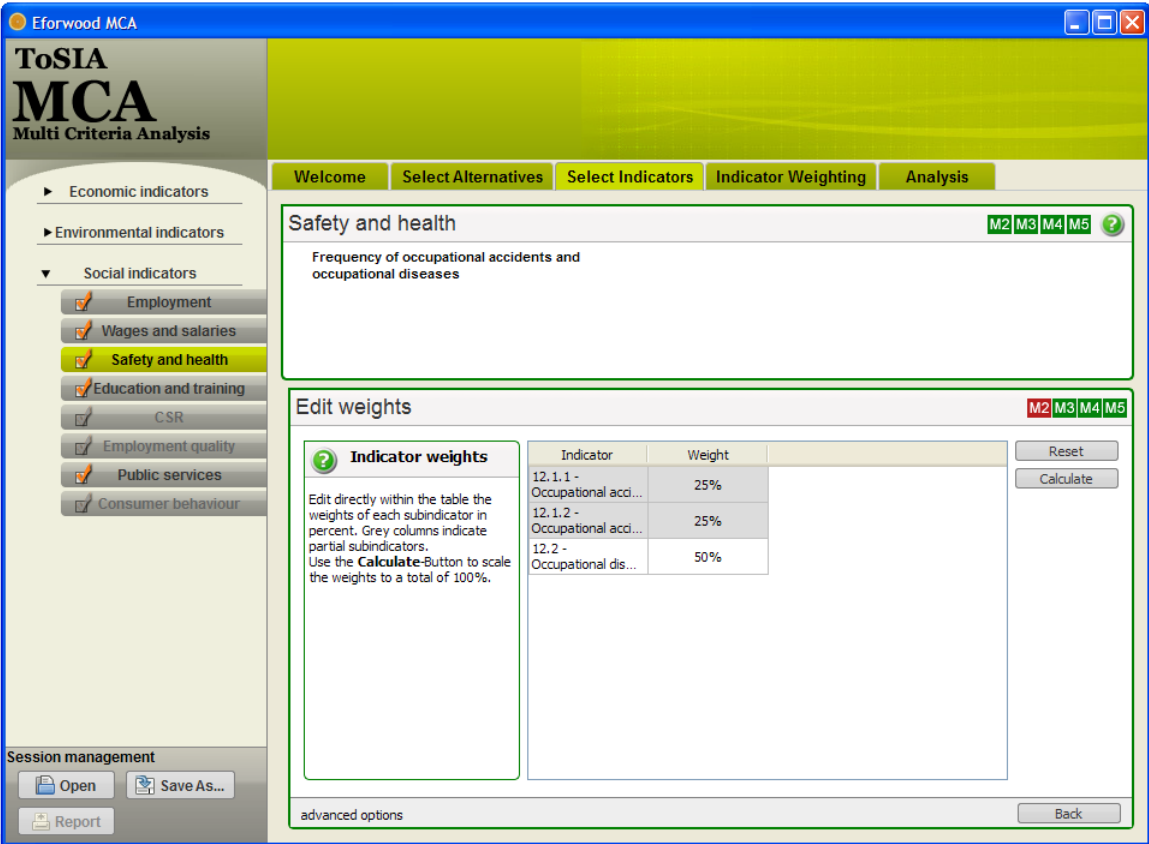 Eforwood MCA
ToSIA
MCA
Multi Criteria Analysis
Economic indicators
Environmental indicators
Social indicators
Employment
Wages and salaries
Safety and health
Education and training
CSR
Employment quality
Public services
Consumer behaviour
Session management
Open
Save As...
Report
Welcome
Select Alternatives
Select Indicators
Indicator Weighting
Analysis
Safety and health
M2 M3 M4 M5
Frequency of occupational accidents and
occupational diseases
Edit weights
M2 M3 M4 M5
Indicator weights
Edit directly within the table the
weights of each subindicator in
percent. Grey columns indicate
partial subindicators.
Use the Calculate-Button to scale
the weights to a total of 100%.
Indicator Weight
12.1.1 -
Occupational acci... 25%
12.1.2 -
Occupational acci... 25%
12.2 -
Occupational dis... 50%
Reset
Calculate
advanced options
Back